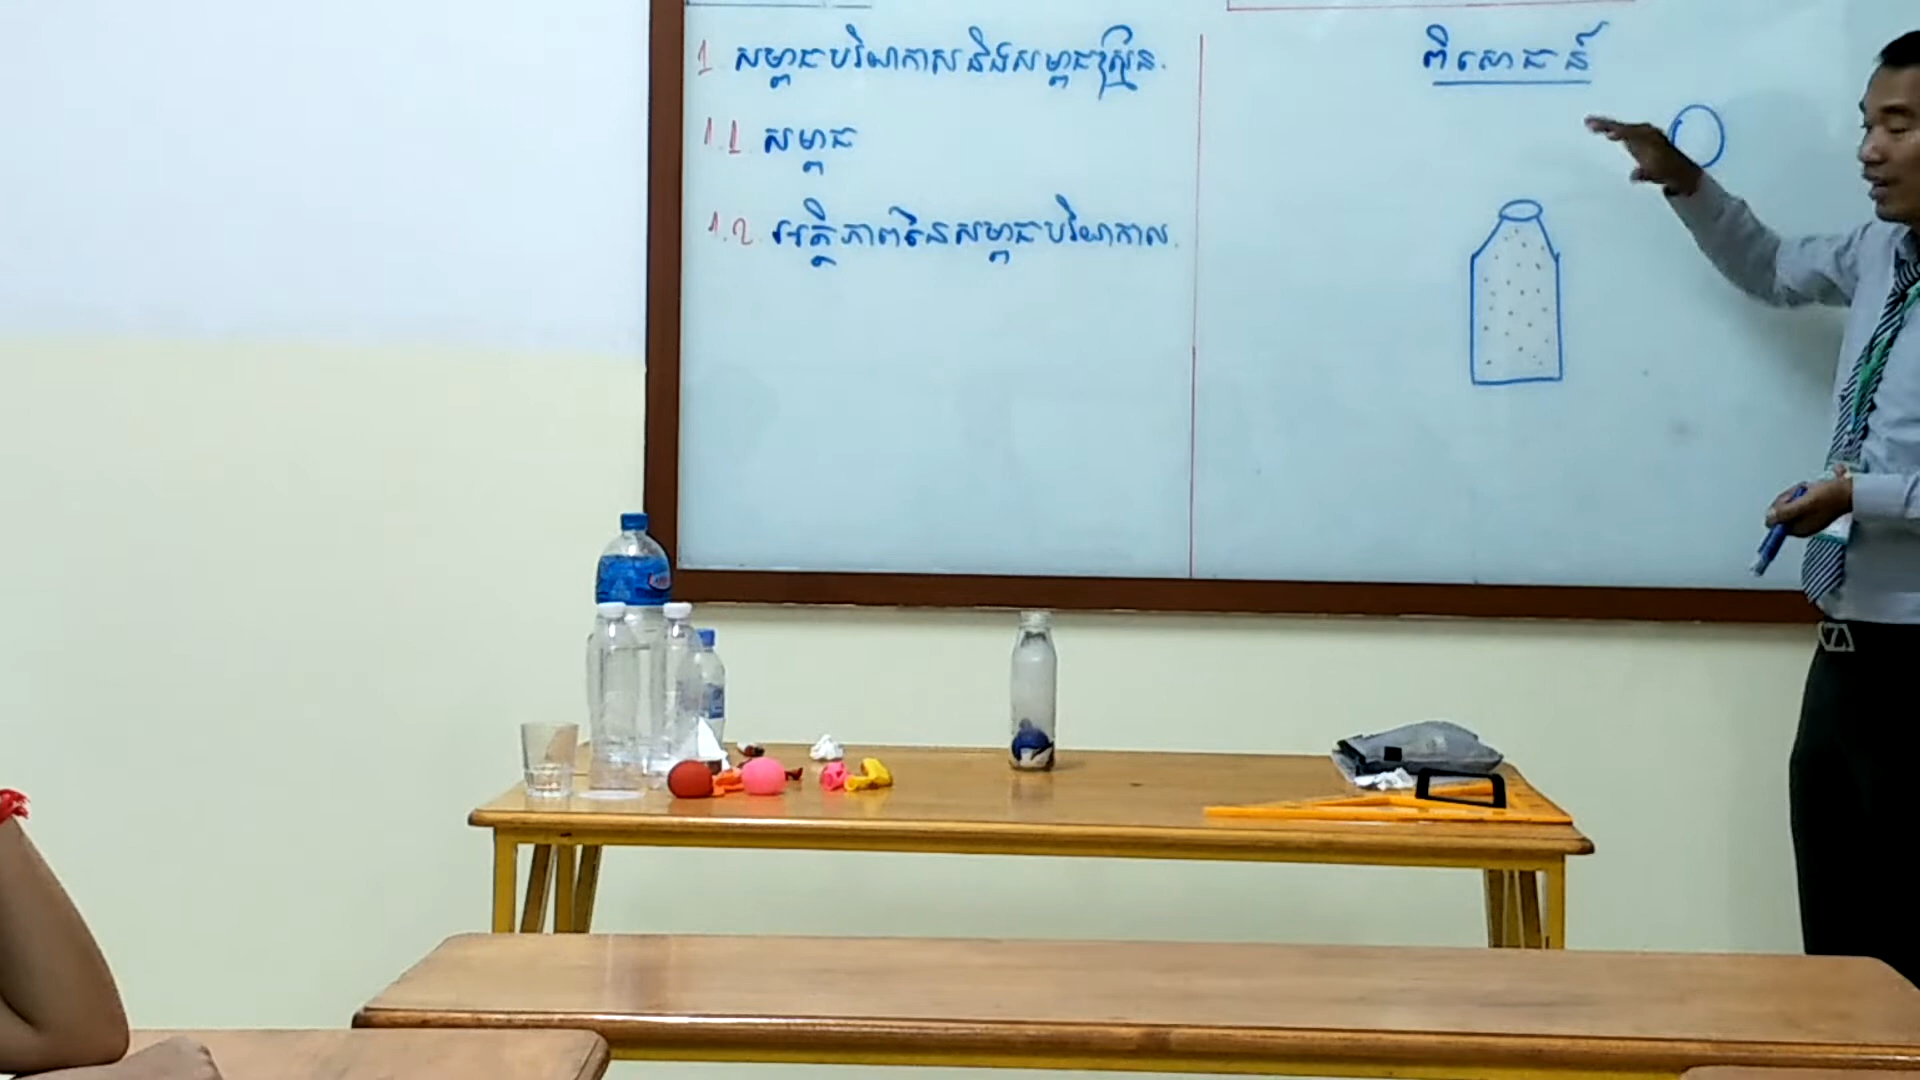 1 សម្ពាធបរិយាកាសនិងសម្ពាធឧស្ម័ន.
1.1. សម្ពាធ
1.2. អត្ថិភាពនៃសម្ពាធបរិយាកាស.
ពិសោធន៍